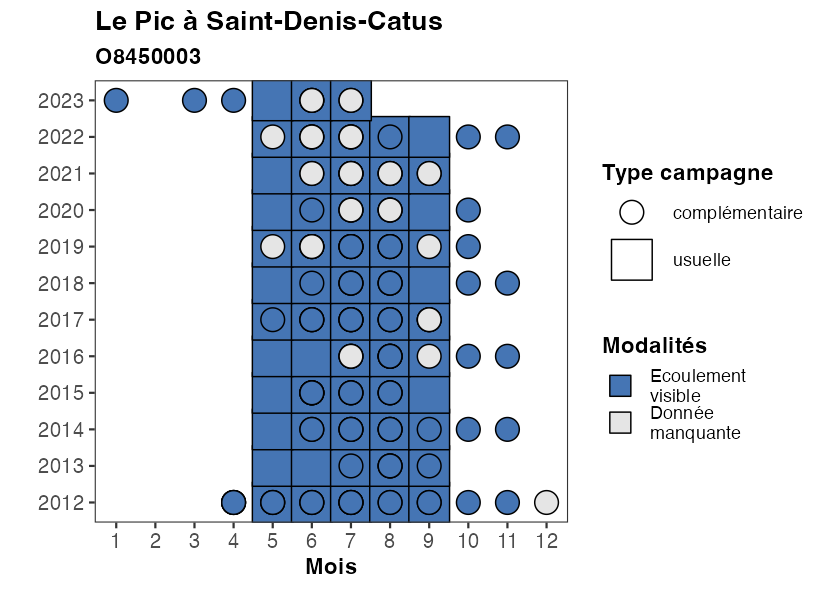 Le Pic à Saint-Denis-Catus
O8450003
2023
2022
2021
2020
2019
2018
2017
2016
2015
2014
2013
2012
1 2 3 4 5 6 7 8 9 10 11 12
Mois
Type campagne
complémentaire
usuelle
Modalités
Ecoulement
visible
Donnée
manquante